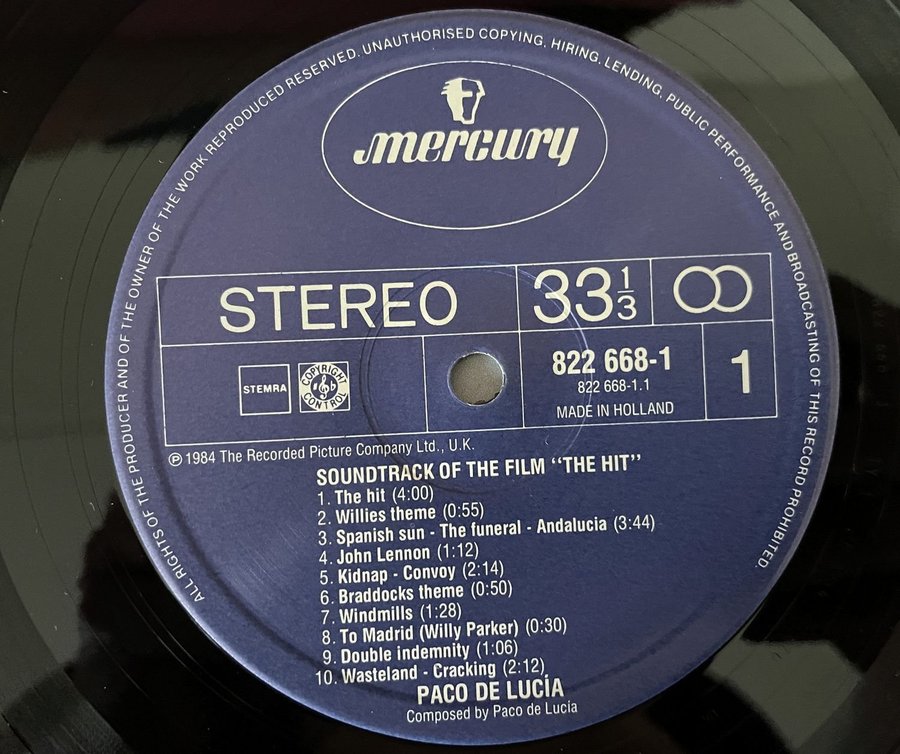 ALL RIGHTS OF THE PRODUCER AND OF THE OWNER OF THE WORK REPRODUCED RESERVED. UNAUTHORISED COPYING, HIRING, LENDING, PUBLIC PERFORMANCE AND BROADCASTING OF THIS RECORD PROHIBITED.
mercury
STEREO
33 1/3
STEMRA
COPYRIGHT CONTROL
822 668-1
822 668-1.1
MADE IN HOLLAND
1
℗ 1984 The Recorded Picture Company Ltd., U.K.
SOUNDTRACK OF THE FILM “THE HIT”
1. The hit (4:00)
2. Willies theme (0:55)
3. Spanish sun - The funeral - Andalucia (3:44)
4. John Lennon (1:12)
5. Kidnap - Convoy (2:14)
6. Braddocks theme (0:50)
7. Windmills (1:28)
8. To Madrid (Willy Parker) (0:30)
9. Double indemnity (1:06)
10. Wasteland - Cracking (2:12)
PACO DE LUCÍA
Composed by Paco de Lucía